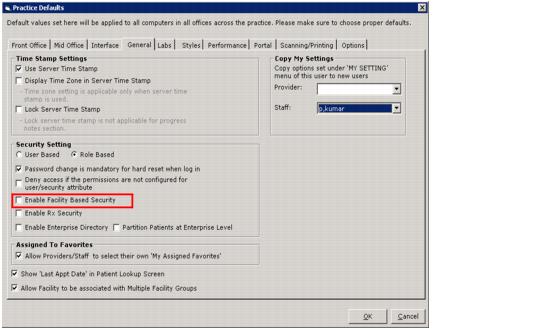 Practice Defaults
Default values set here will be applied to all computers in all offices across the practice. Please make sure to choose proper defaults.
Front Office Mid Office Interface General Labs Styles Performance Portal Scanning/Printing Options
Time Stamp Settings
Use Server Time Stamp
Display Time Zone in Server Time Stamp
- Time zone setting is applicable only when server time
stamp is used.
Lock Server Time Stamp
- Lock server time stamp is not applicable for progress
notes section.
Copy My Settings
Copy options set under 'MY SETTING'
menu of this user to new users
Provider:
Staff: p,kumar
Security Setting
User Based Role Based
Password change is mandatory for hard reset when log in
Deny access if the permissions are not configured for
user/security attribute
Enable Facility Based Security
Enable Rx Security
Enable Enterprise Directory Partition Patients at Enterprise Level
Assigned To Favorites
Allow Providers/Staff to select their own 'My Assigned Favorites'
Show 'Last Appt Date' in Patient Lookup Screen
Allow Facility to be associated with Multiple Facility Groups
OK Cancel